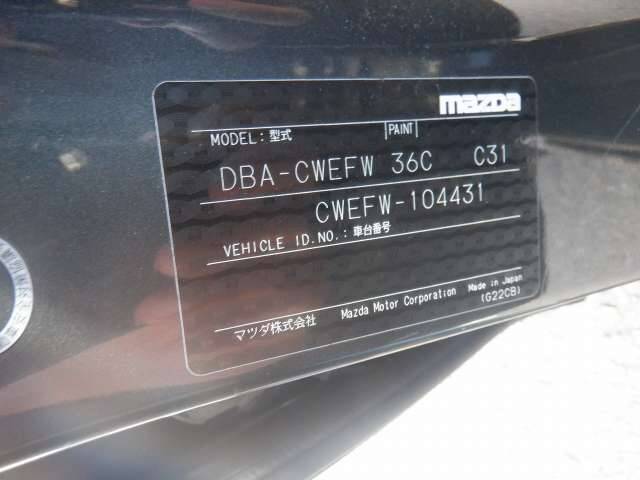 mazda
MODEL: 型式 PAINT
DBA-CWEFW 36C C31
CWEFW-104431
VEHICLE ID.NO.: 車台番号
マツダ株式会社 Mazda Motor Corporation Made in Japan
(G22CB)